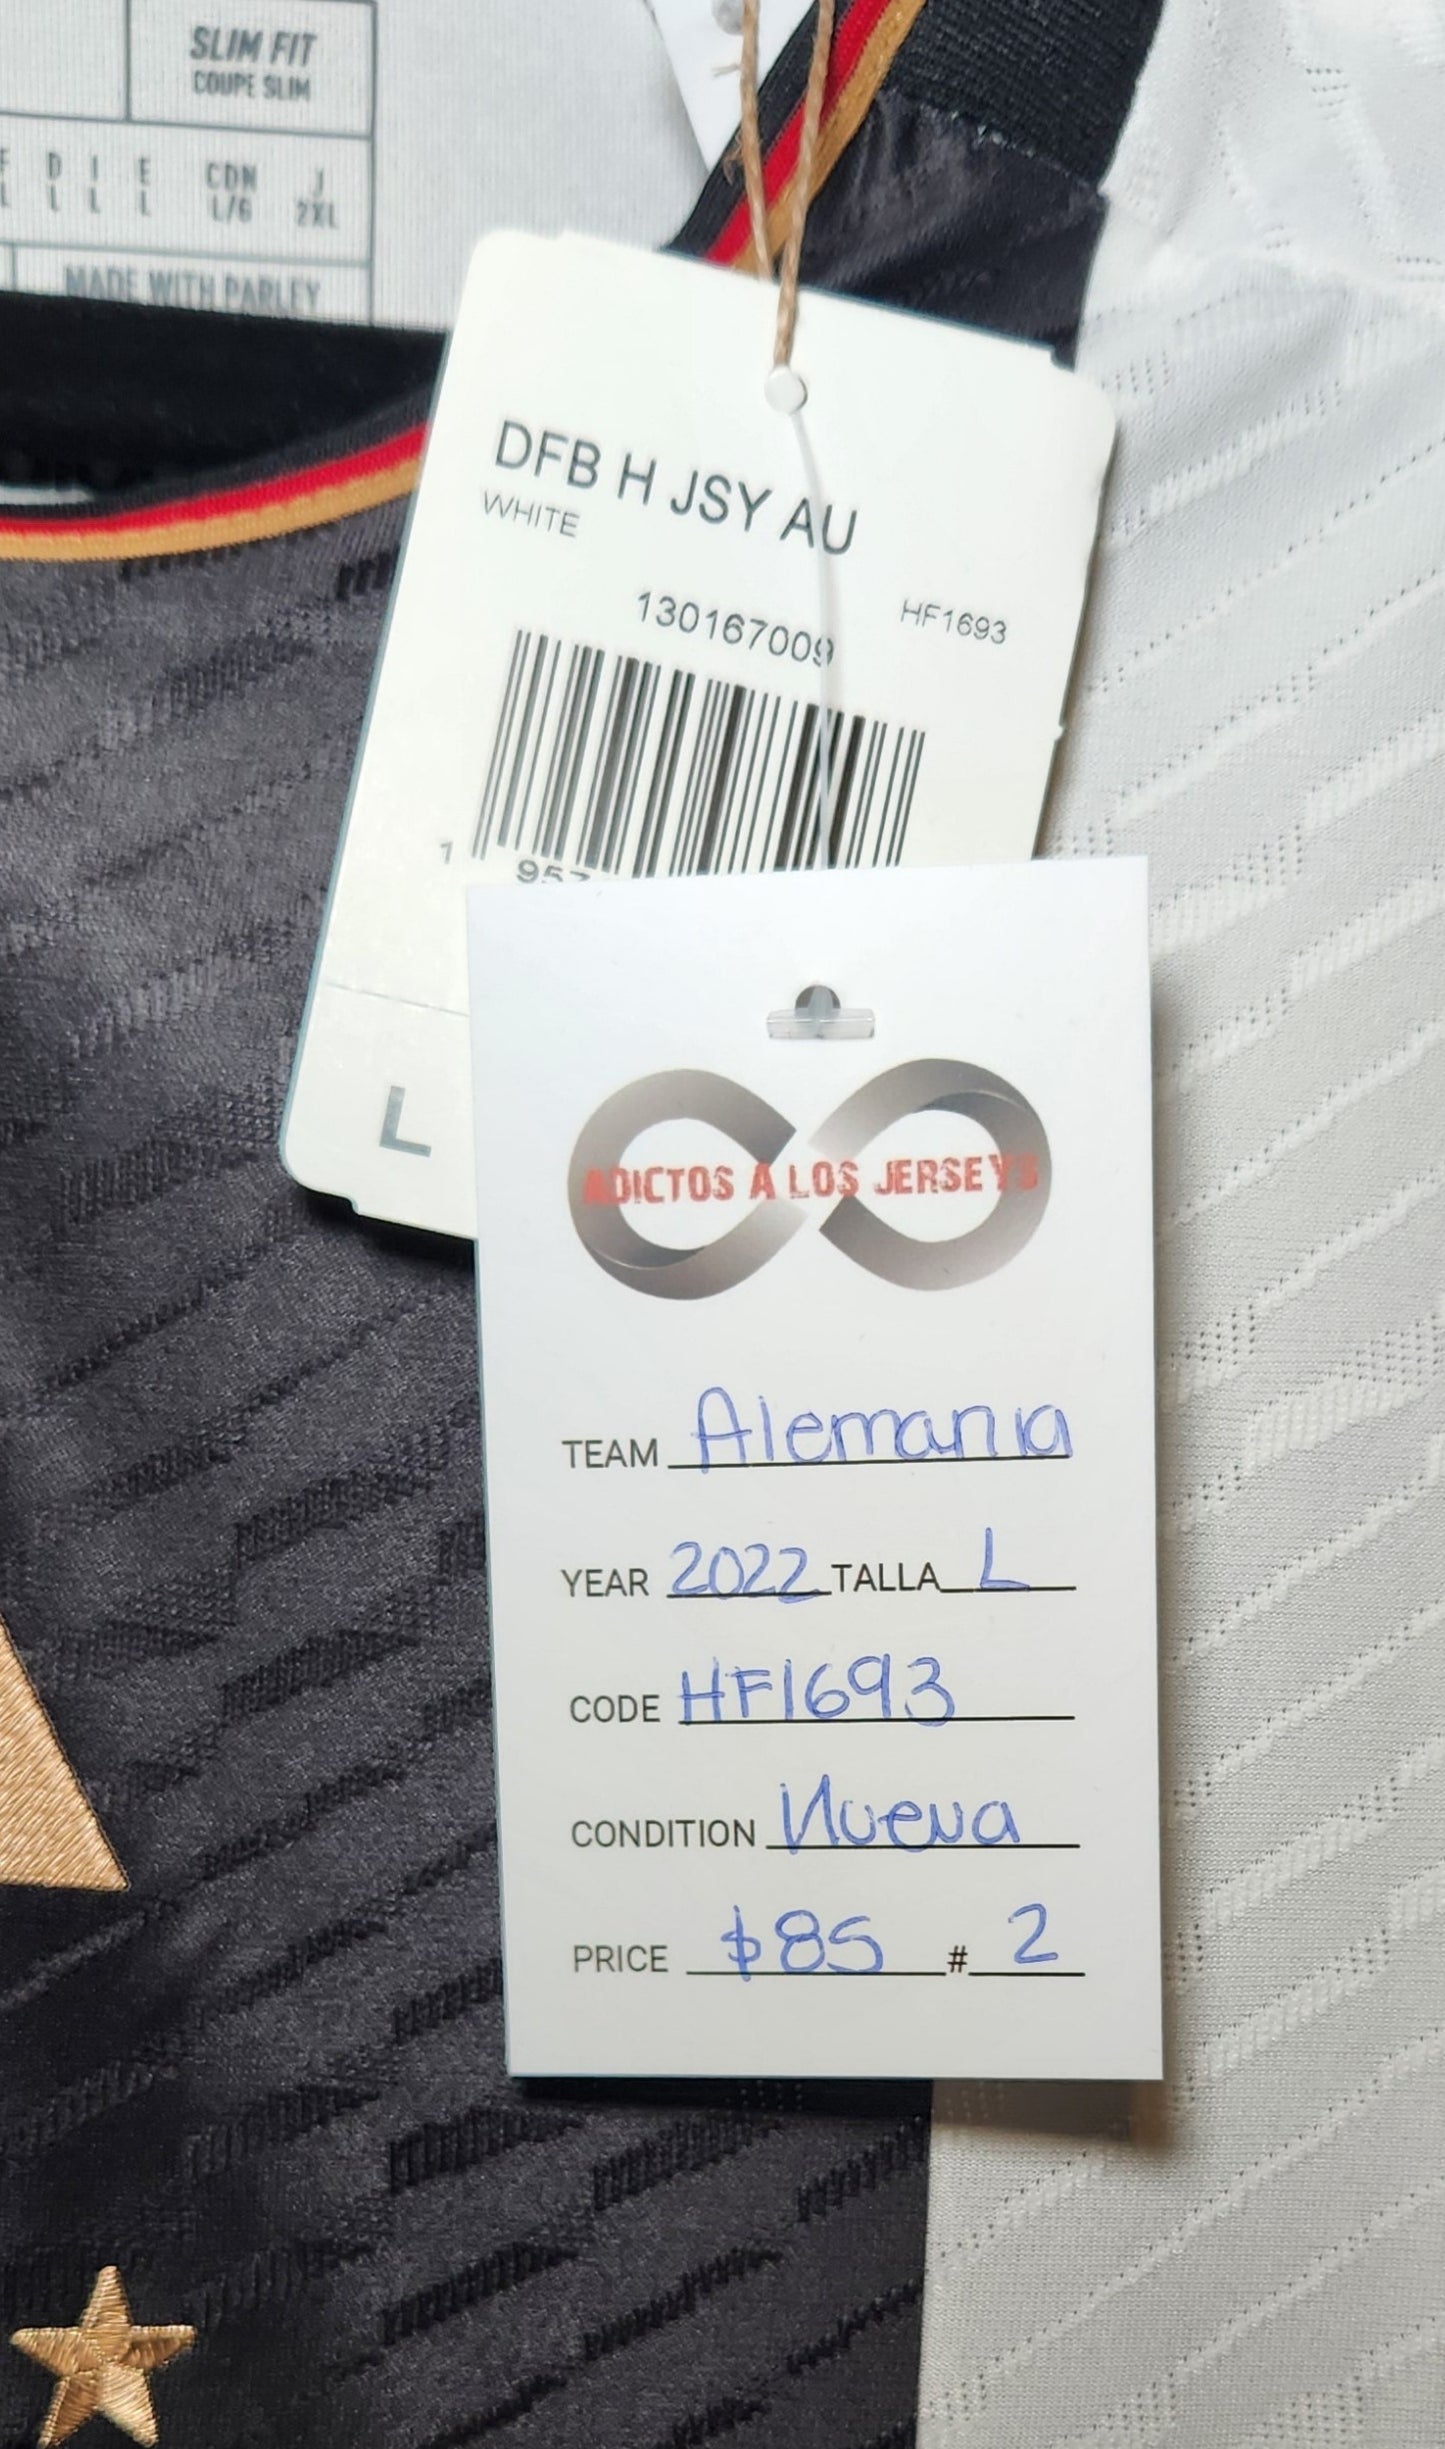 SLIM FIT
COUPE SLIM
D I E CDN J
L L L L/G 2XL
MADE WITH PARLEY
DFB H JSY AU
WHITE
130167009 HF1693
1
L
ADICTOS A LOS JERSEYS
TEAM Alemania
YEAR 2022 TALLA L
CODE HF1693
CONDITION Nueva
PRICE $85 # 2